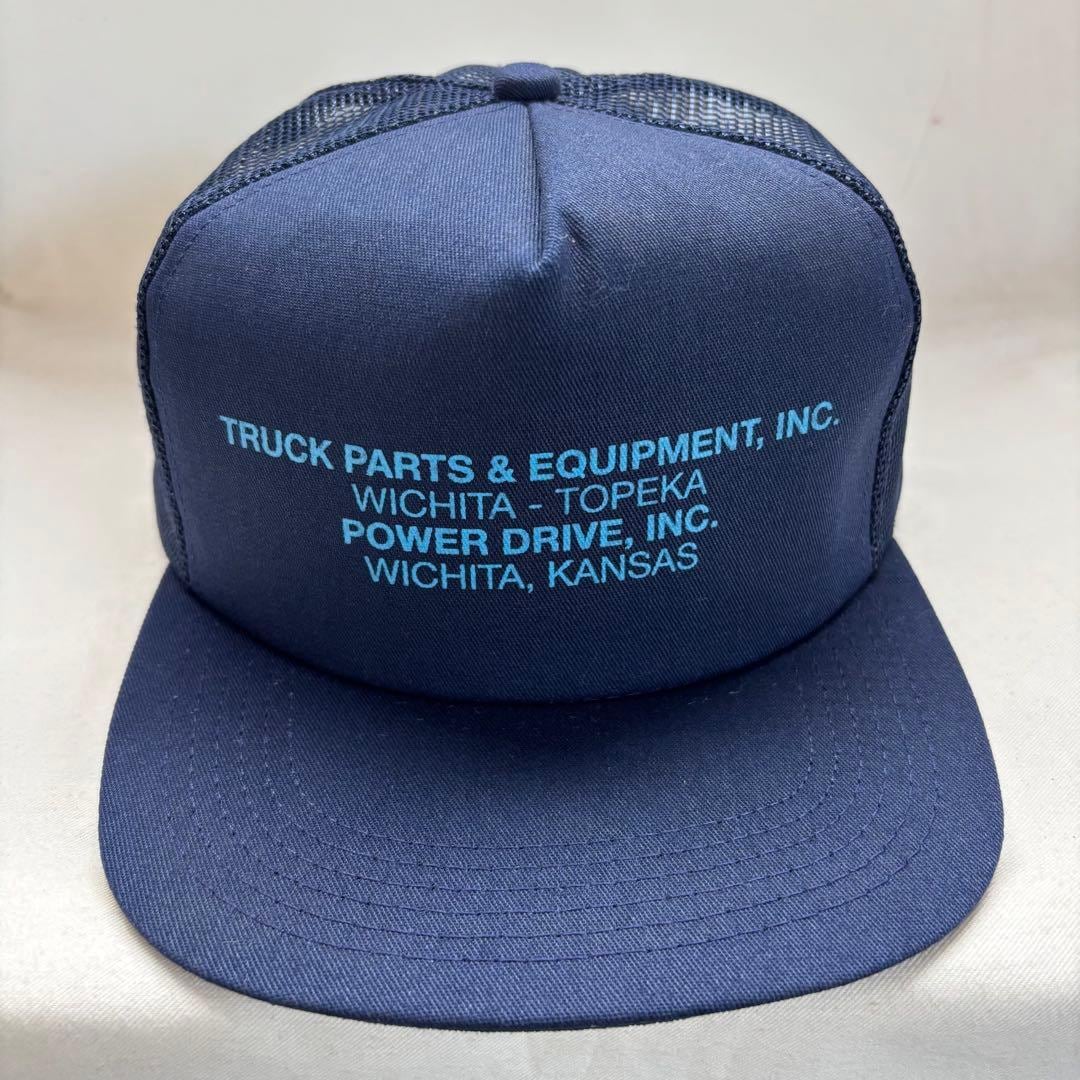 TRUCK PARTS & EQUIPMENT, INC.
WICHITA - TOPEKA
POWER DRIVE, INC.
WICHITA, KANSAS